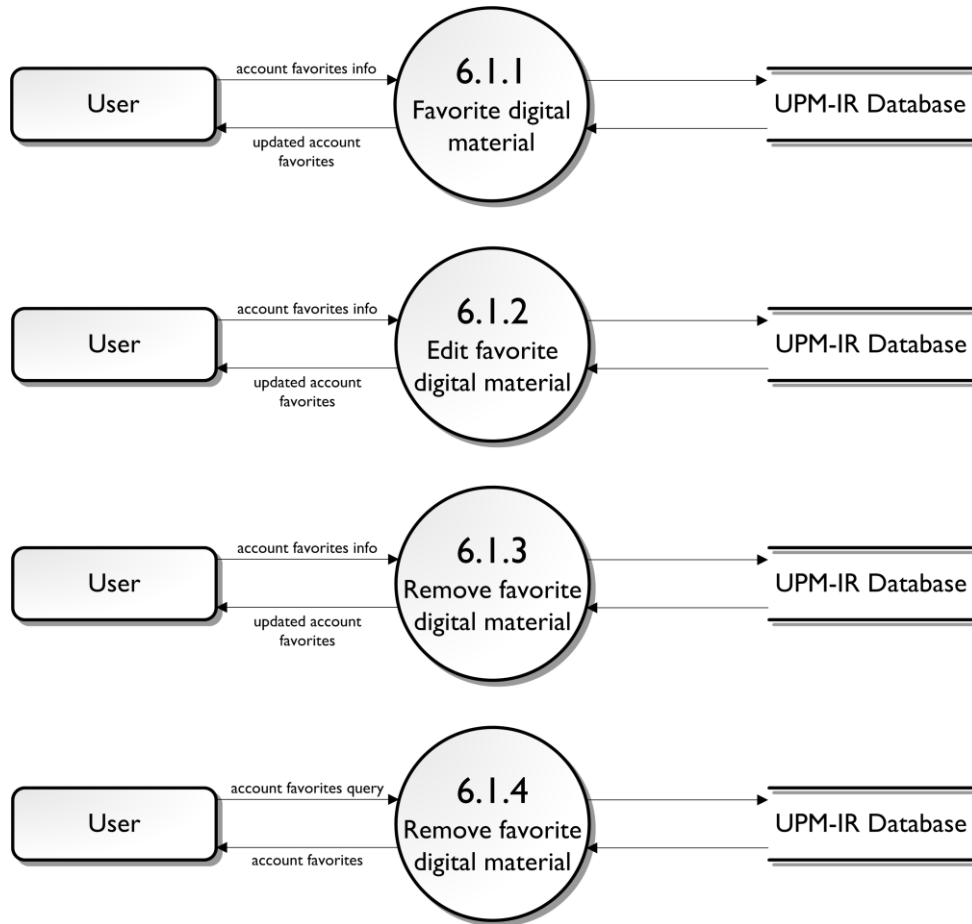 account favorites info
User
6.1.1
Favorite digital
material
UPM-IR Database
updated account
favorites
account favorites info
User
6.1.2
Edit favorite
digital material
UPM-IR Database
updated account
favorites
account favorites info
User
6.1.3
Remove favorite
digital material
UPM-IR Database
updated account
favorites
account favorites query
User
6.1.4
Remove favorite
digital material
UPM-IR Database
account favorites